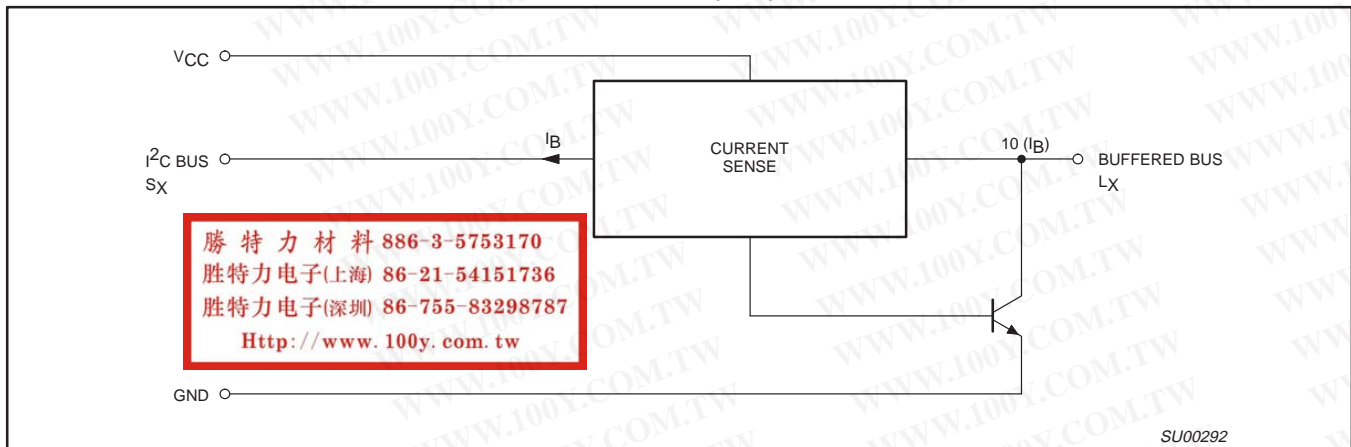 VCC
I2C BUS
SX
IB
CURRENT
SENSE
10 (IB)
BUFFERED BUS
LX
勝 特 力 材 料 886-3-5753170
胜特力电子(上海) 86-21-54151736
胜特力电子(深圳) 86-755-83298787
Http://www.100y.com.tw
GND
SU00292
WWW.100Y.COM.TW